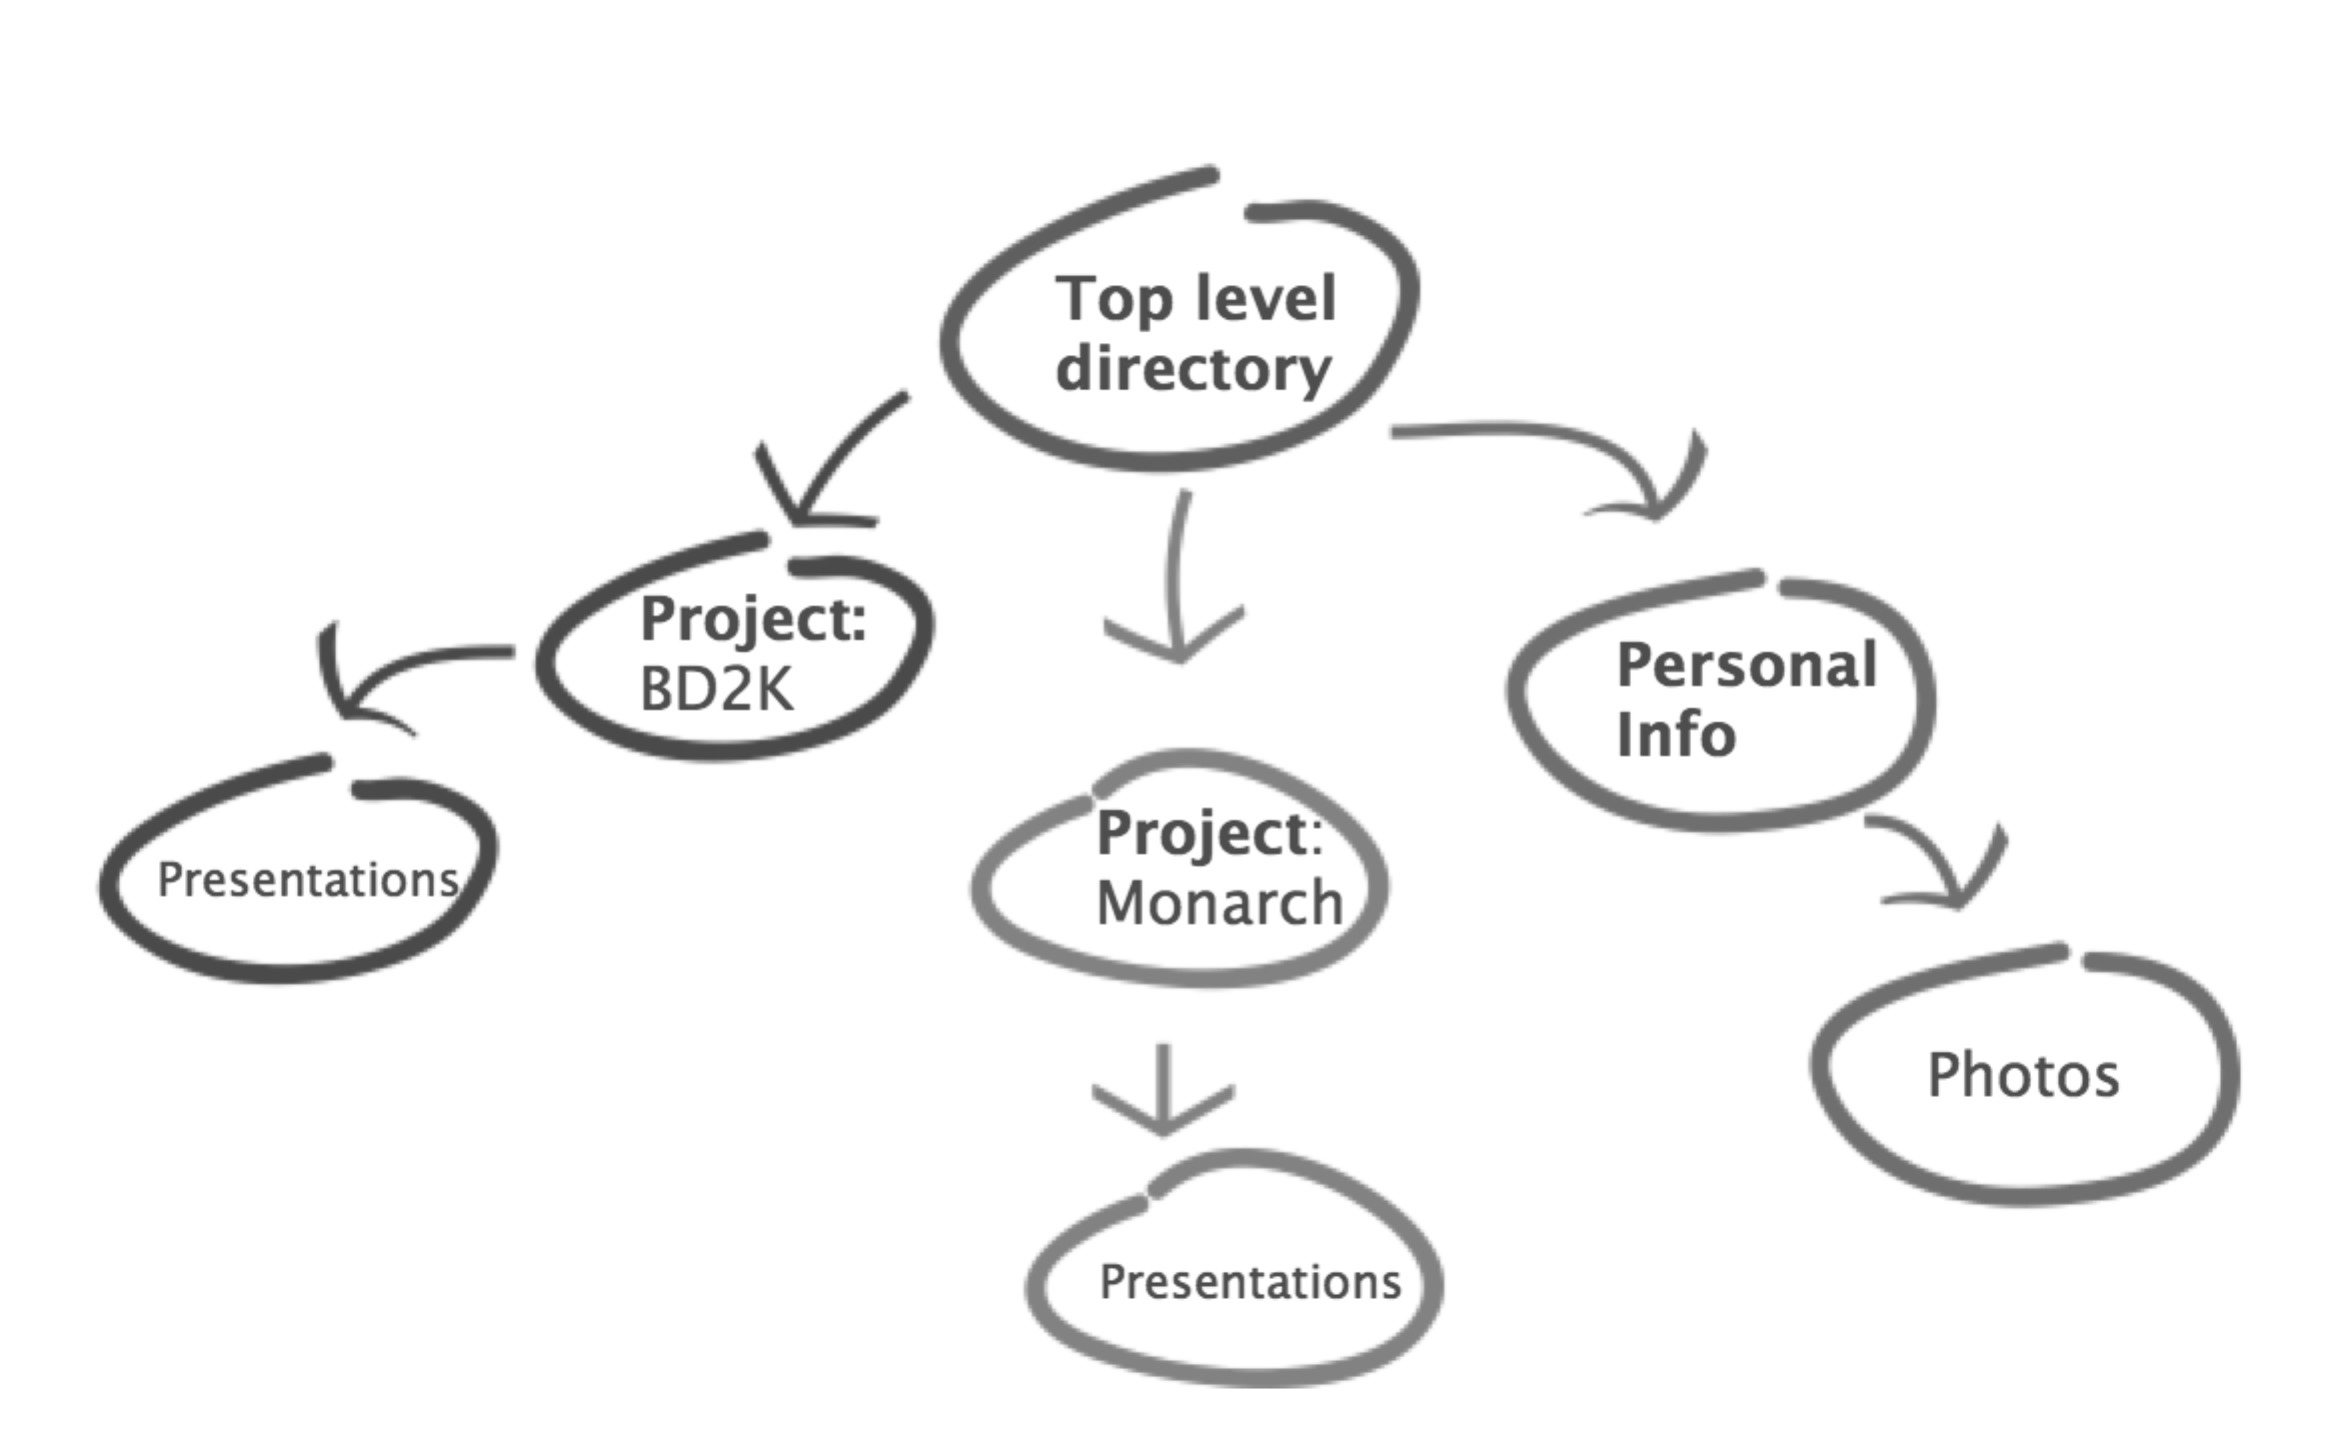 Top level
directory
Project:
BD2K
Presentations
Project:
Monarch
Presentations
Personal
Info
Photos